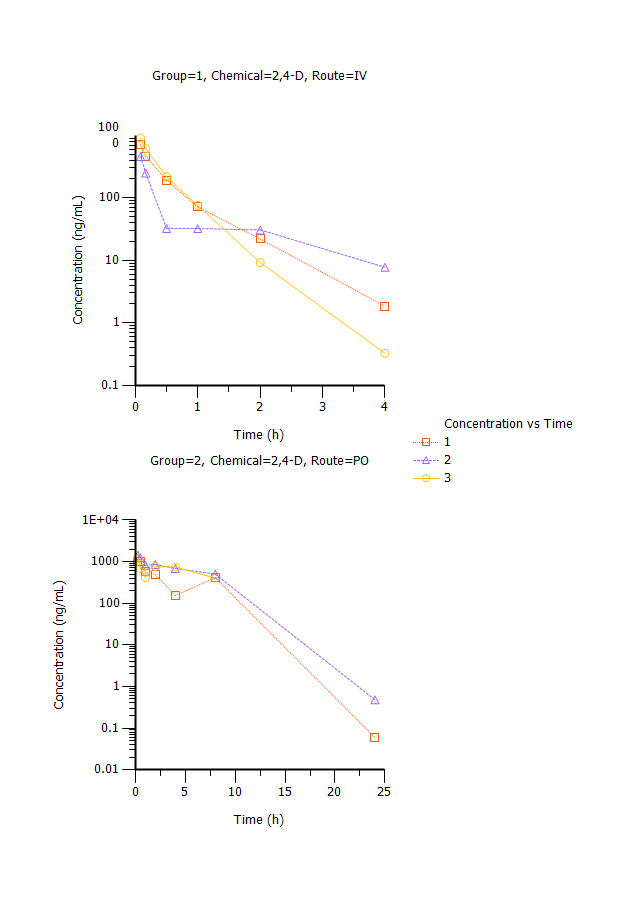 Group=1, Chemical=2,4-D, Route=IV
100
0
100
10
1
0.1
Concentration (ng/mL)
0 1 2 3 4
Time (h)
Concentration vs Time
1
2
3
Group=2, Chemical=2,4-D, Route=PO
1E+04
1000
100
10
1
0.1
0.01
Concentration (ng/mL)
0 5 10 15 20 25
Time (h)